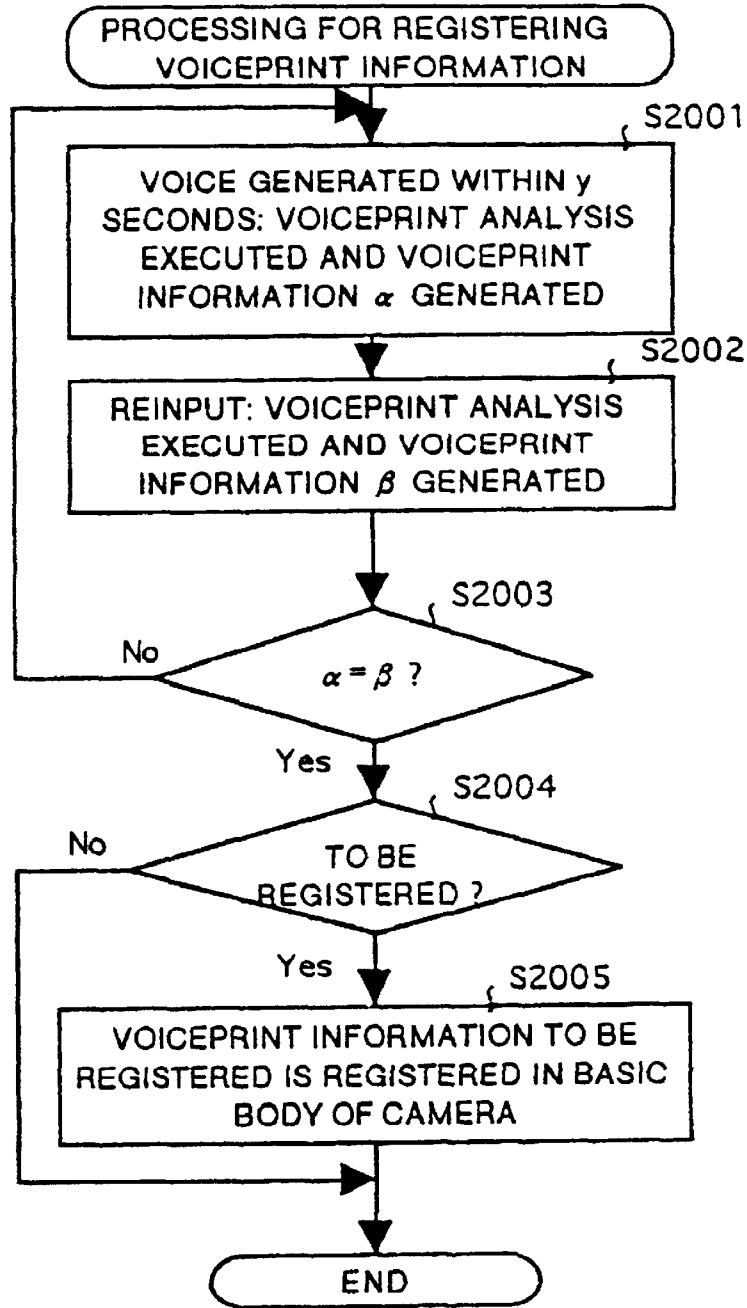 PROCESSING FOR REGISTERING
VOICEPRINT INFORMATION
S2001
VOICE GENERATED WITHIN y
SECONDS: VOICEPRINT ANALYSIS
EXECUTED AND VOICEPRINT
INFORMATION α GENERATED
S2002
REINPUT: VOICEPRINT ANALYSIS
EXECUTED AND VOICEPRINT
INFORMATION β GENERATED
S2003
No
α = β ?
Yes
S2004
No
TO BE
REGISTERED ?
Yes
S2005
VOICEPRINT INFORMATION TO BE
REGISTERED IS REGISTERED IN BASIC
BODY OF CAMERA
END